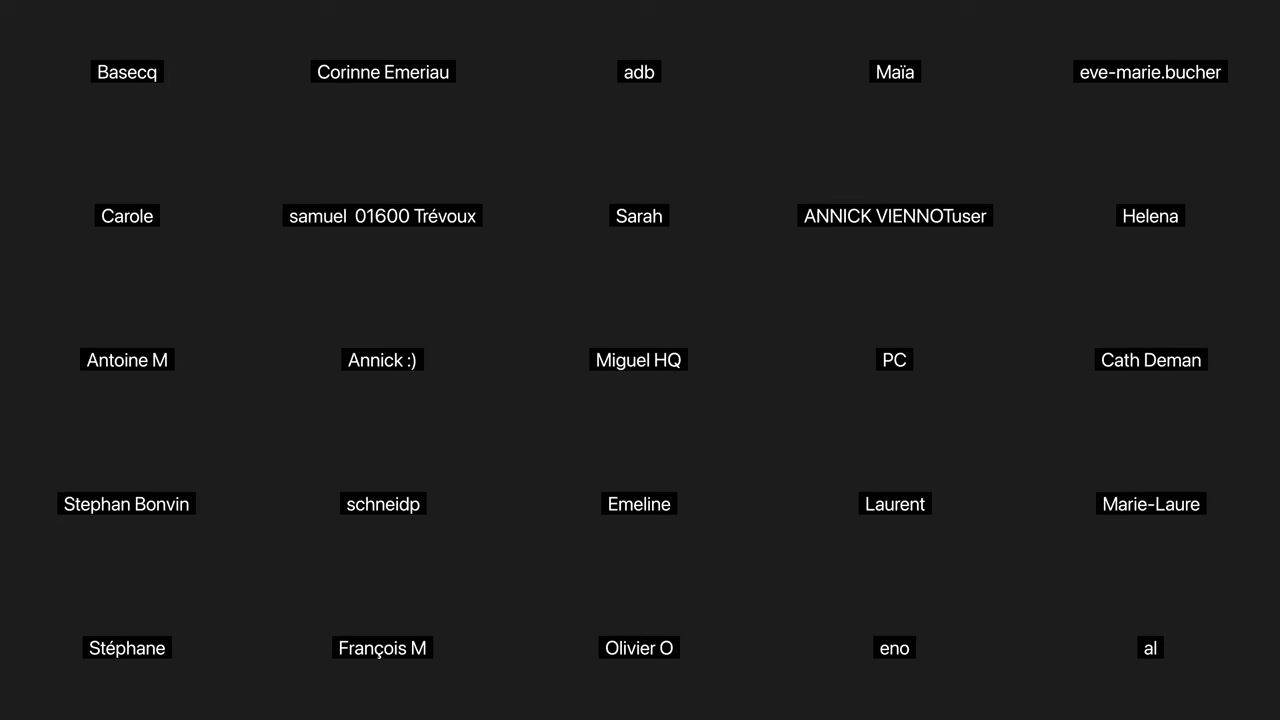 Basecq
Corinne Emeriau
adb
Maïa
eve-marie.bucher
Carole
samuel  01600 Trévoux
Sarah
ANNICK VIENNOTuser
Helena
Antoine M
Annick :)
Miguel HQ
PC
Cath Deman
Stephan Bonvin
schneidp
Emeline
Laurent
Marie-Laure
Stéphane
François M
Olivier O
eno
al